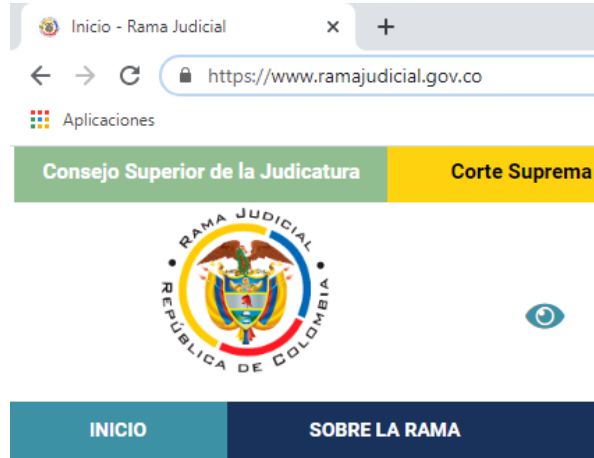 Inicio - Rama Judicial
https://www.ramajudicial.gov.co
Aplicaciones
Consejo Superior de la Judicatura
Corte Suprema
RAMA JUDICIAL
REPÚBLICA DE COLOMBIA
INICIO
SOBRE LA RAMA